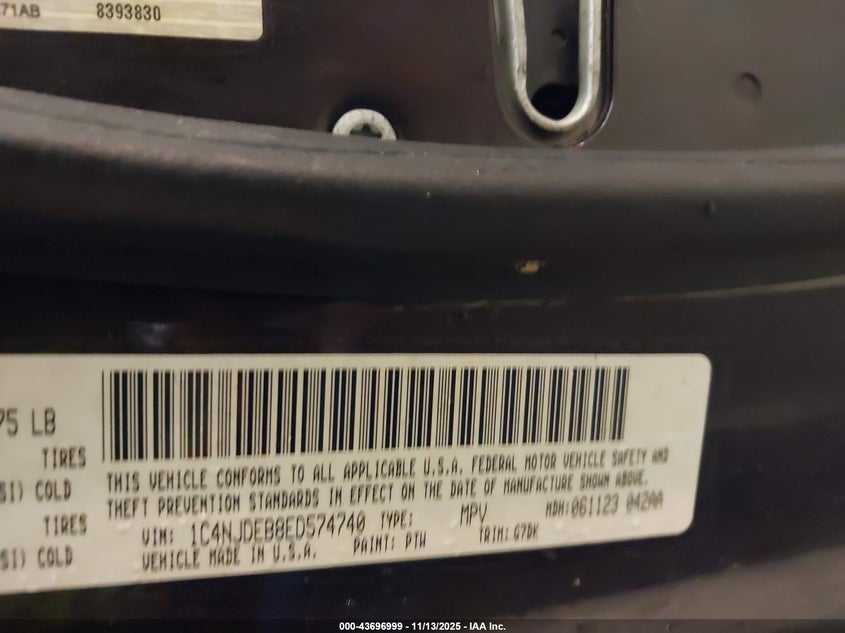 71AB 8393830
75 LB
TIRES
SI) COLD
TIRES
SI) COLD
THIS VEHICLE CONFORMS TO ALL APPLICABLE U.S.A. FEDERAL MOTOR VEHICLE SAFETY AND
THEFT PREVENTION STANDARDS IN EFFECT ON THE DATE OF MANUFACTURE SHOWN ABOVE.
MDH: 061123 042AA
VIN: 1C4NJDEB8ED574740 TYPE: MPV
VEHICLE MADE IN U.S.A. PAINT: PTW TRIM: G7DK
000-43696999 - 11/13/2025 - IAA Inc.